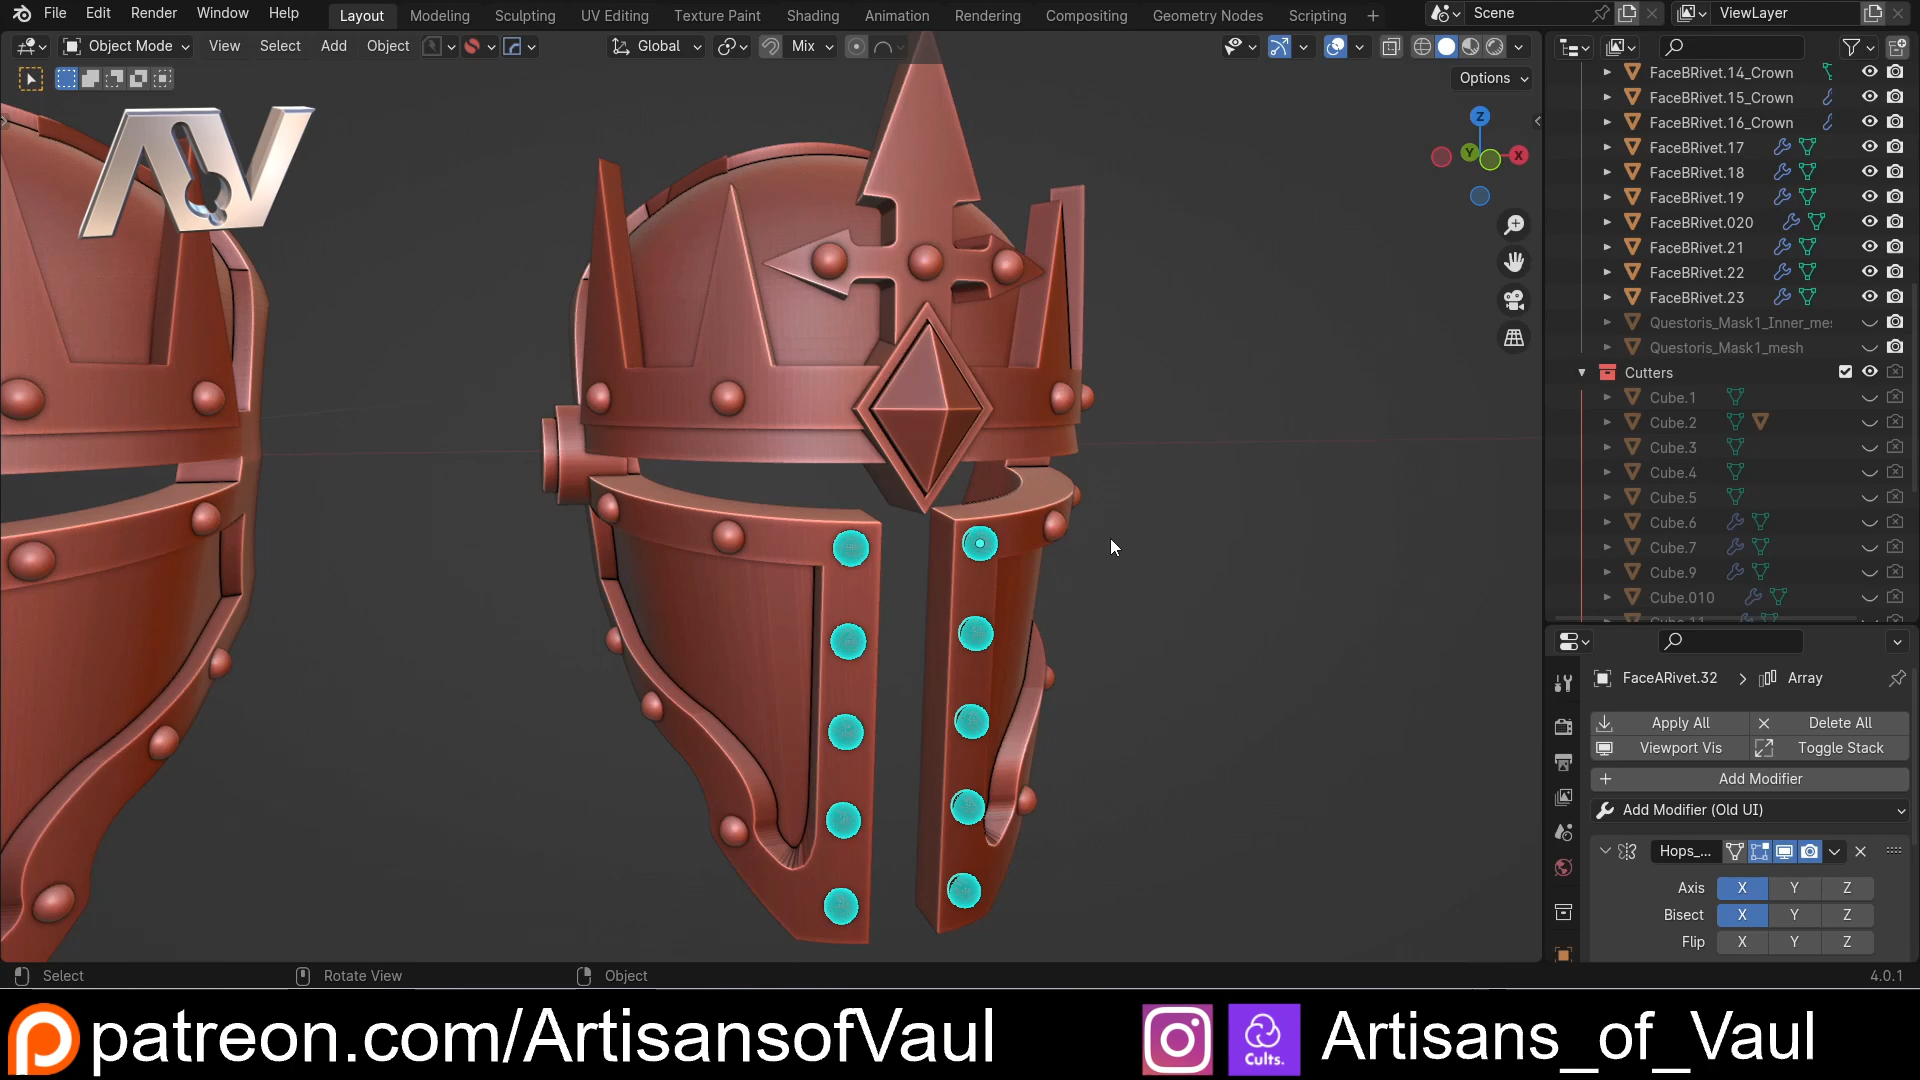 File Edit Render Window Help Layout Modeling Sculpting UV Editing Texture Paint Shading Animation Rendering Compositing Geometry Nodes Scripting + Scene ViewLayer
Object Mode View Select Add Object Global Mix
Options
AV
Z
Y
X
FaceBRivet.14_Crown
FaceBRivet.15_Crown
FaceBRivet.16_Crown
FaceBRivet.17
FaceBRivet.18
FaceBRivet.19
FaceBRivet.020
FaceBRivet.21
FaceBRivet.22
FaceBRivet.23
Questoris_Mask1_Inner_me
Questoris_Mask1_mesh
Cutters
Cube.1
Cube.2
Cube.3
Cube.4
Cube.5
Cube.6
Cube.7
Cube.9
Cube.010
FaceARivet.32 > Array
Apply All Delete All
Viewport Vis Toggle Stack
Add Modifier
Add Modifier (Old UI)
Hops_...
Axis X Y Z
Bisect X Y Z
Flip X Y Z
Select Rotate View Object 4.0.1
patreon.com/ArtisansofVaul Cults. Artisans_of_Vaul